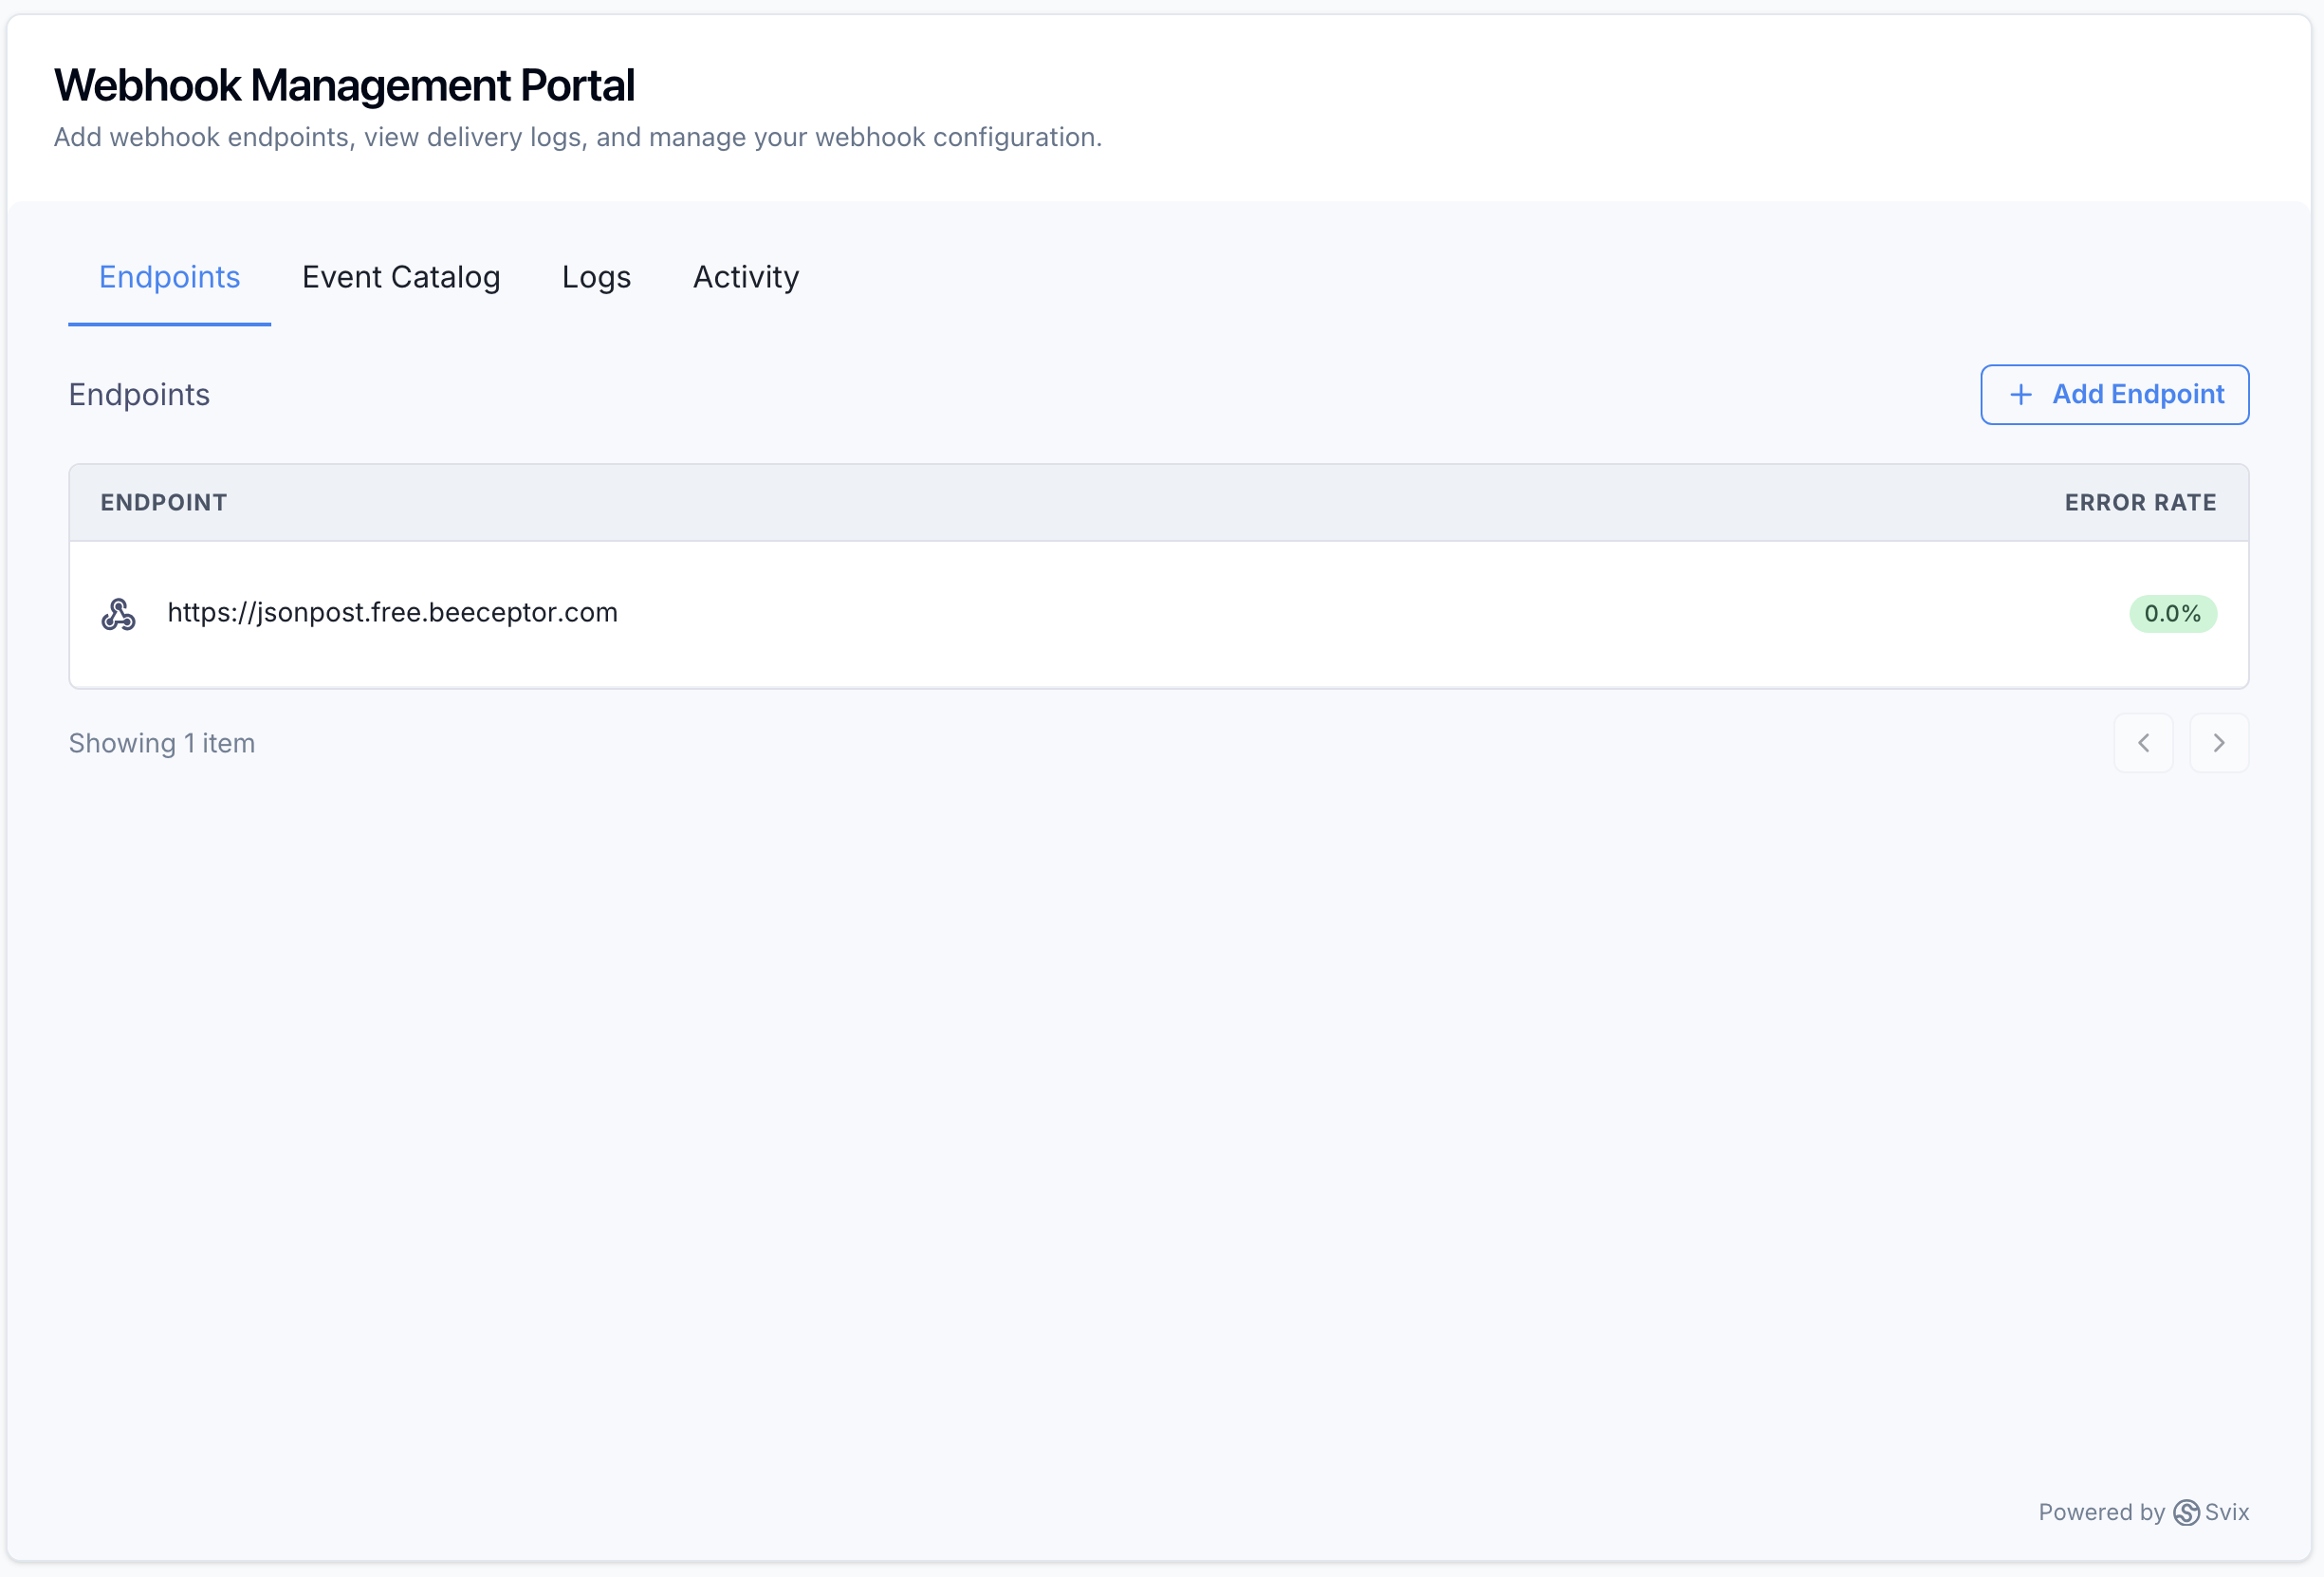 Webhook Management Portal
Add webhook endpoints, view delivery logs, and manage your webhook configuration.
Endpoints Event Catalog Logs Activity
Endpoints
Add Endpoint
ENDPOINT ERROR RATE
https://jsonpost.free.beeceptor.com 0.0%
Showing 1 item
Powered by Svix